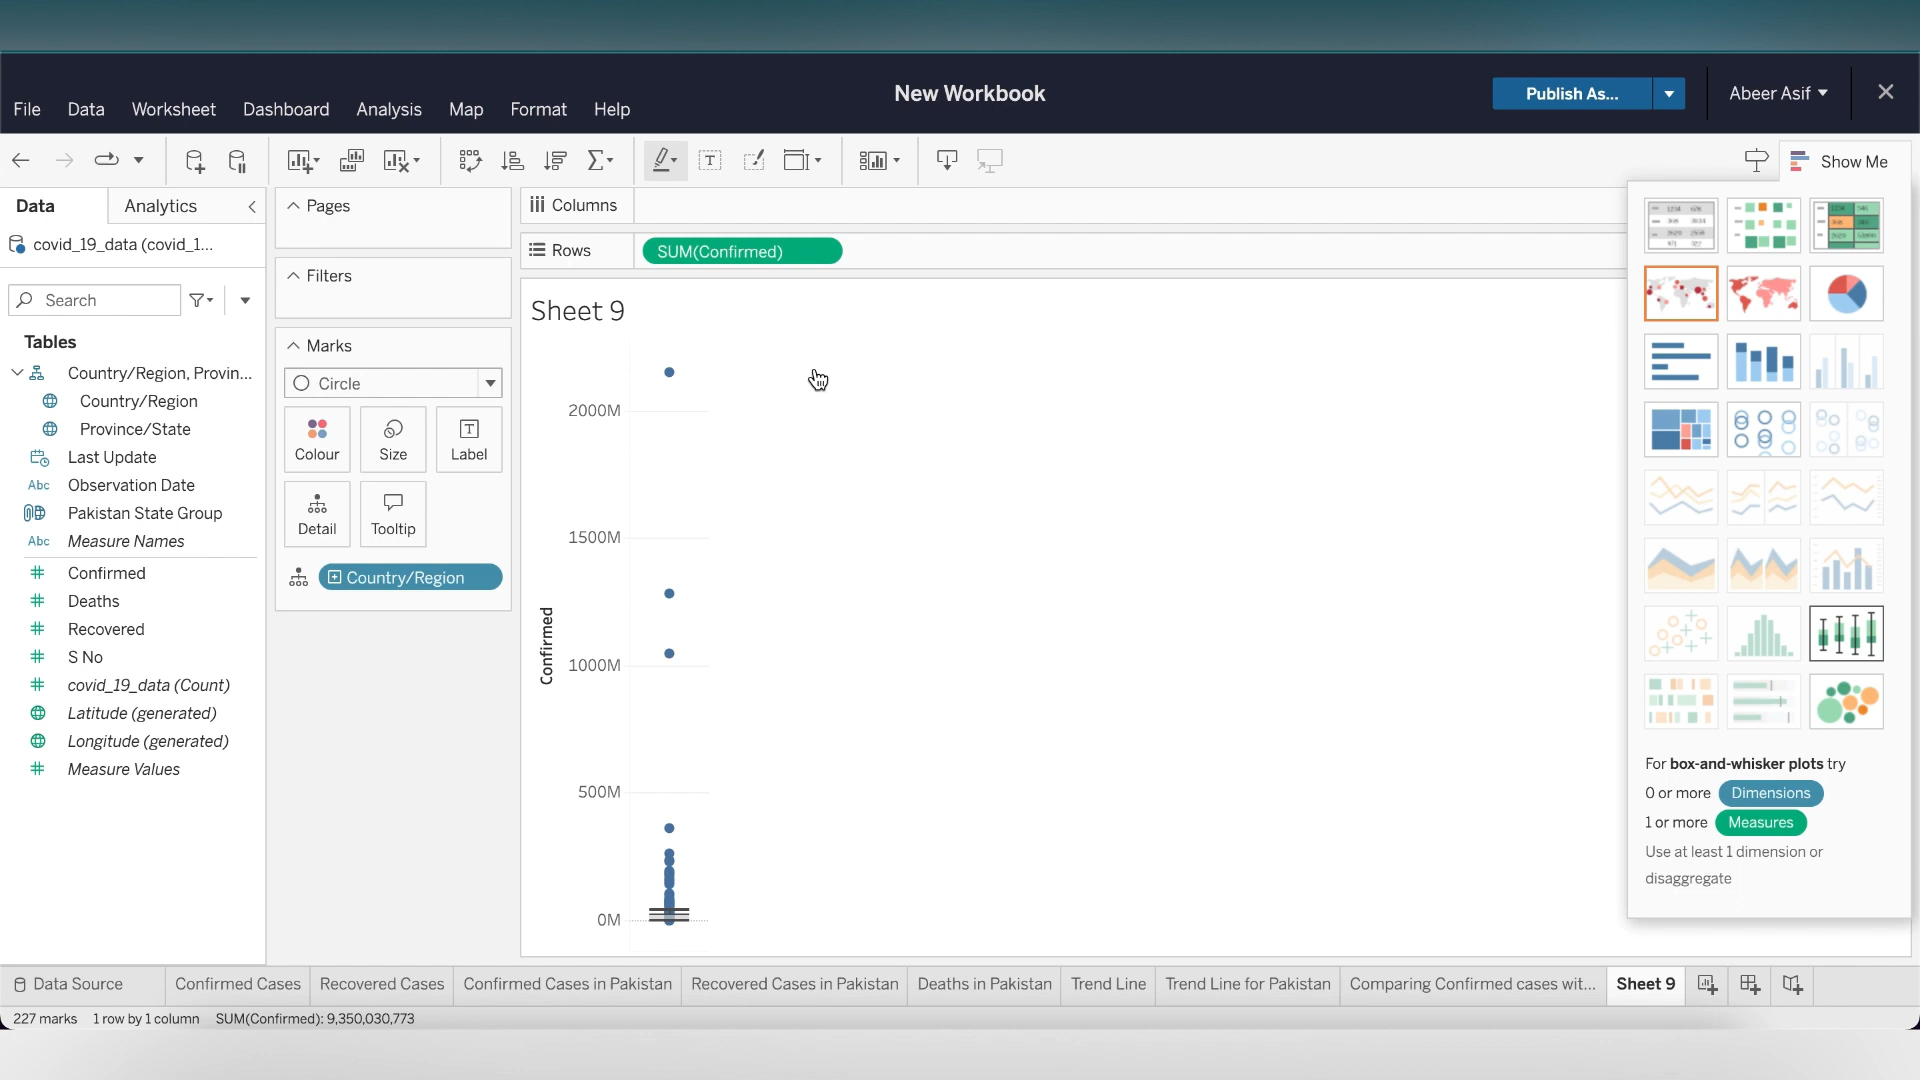 New Workbook
Publish As...
Abeer Asif
File Data Worksheet Dashboard Analysis Map Format Help
Show Me
Data Analytics
covid_19_data (covid_1...
Search
Tables
Country/Region, Provin...
Country/Region
Province/State
Last Update
Abc Observation Date
Pakistan State Group
Abc Measure Names
Confirmed
Deaths
Recovered
S No
covid_19_data (Count)
Latitude (generated)
Longitude (generated)
Measure Values
Pages
Filters
Marks
Circle
Colour Size Label
Detail Tooltip
Country/Region
Columns
Rows SUM(Confirmed)
Sheet 9
2000M
1500M
1000M
500M
0M
Confirmed
For box-and-whisker plots try
0 or more Dimensions
1 or more Measures
Use at least 1 dimension or
disaggregate
Data Source Confirmed Cases Recovered Cases Confirmed Cases in Pakistan Recovered Cases in Pakistan Deaths in Pakistan Trend Line Trend Line for Pakistan Comparing Confirmed cases wit... Sheet 9
227 marks 1 row by 1 column SUM(Confirmed): 9,350,030,773